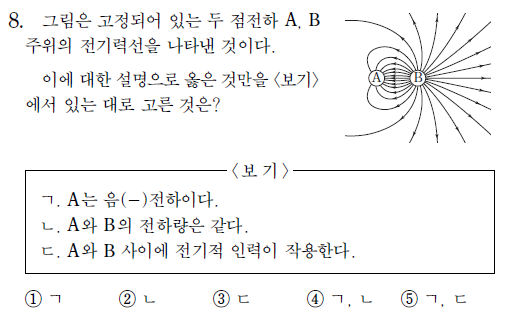 8. 그림은 고정되어 있는 두 점전하 A, B
주위의 전기력선을 나타낸 것이다.
이에 대한 설명으로 옳은 것만을 〈보기〉
에서 있는 대로 고른 것은?
A B
〈보 기〉
ㄱ. A는 음(-)전하이다.
ㄴ. A와 B의 전하량은 같다.
ㄷ. A와 B 사이에 전기적 인력이 작용한다.
① ㄱ ② ㄴ ③ ㄷ ④ ㄱ, ㄴ ⑤ ㄱ, ㄷ